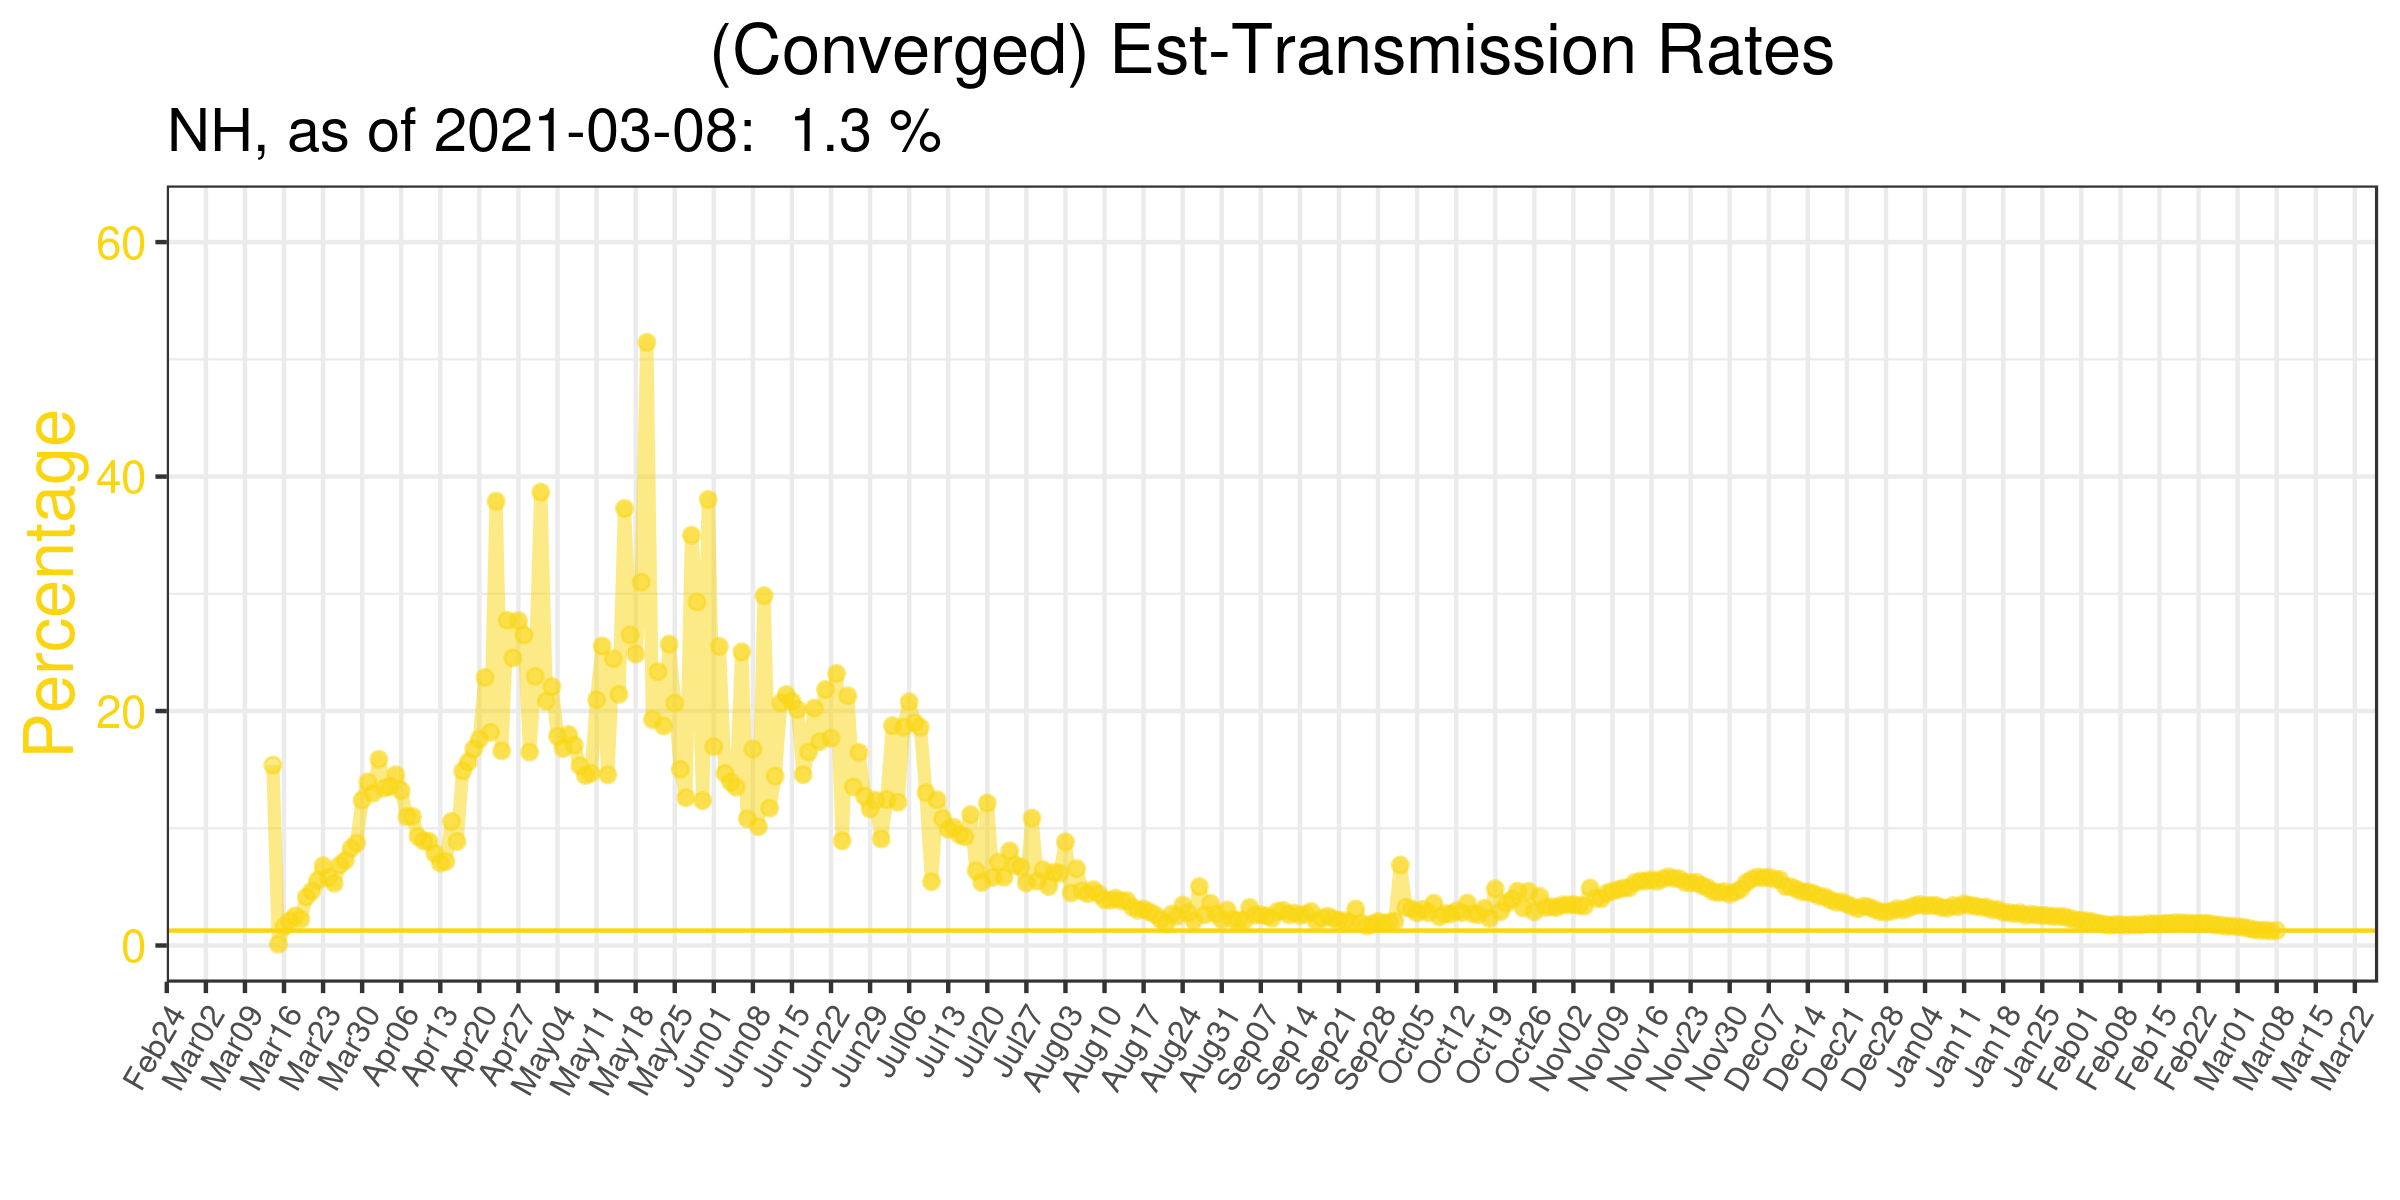 (Converged) Est-Transmission Rates
NH, as of 2021-03-08:  1.3 %
Percentage
60
40
20
0
Feb24
Mar02
Mar09
Mar16
Mar23
Mar30
Apr06
Apr13
Apr20
Apr27
May04
May11
May18
May25
Jun01
Jun08
Jun15
Jun22
Jun29
Jul06
Jul13
Jul20
Jul27
Aug03
Aug10
Aug17
Aug24
Aug31
Sep07
Sep14
Sep21
Sep28
Oct05
Oct12
Oct19
Oct26
Nov02
Nov09
Nov16
Nov23
Nov30
Dec07
Dec14
Dec21
Dec28
Jan04
Jan11
Jan18
Jan25
Feb01
Feb08
Feb15
Feb22
Mar01
Mar08
Mar15
Mar22